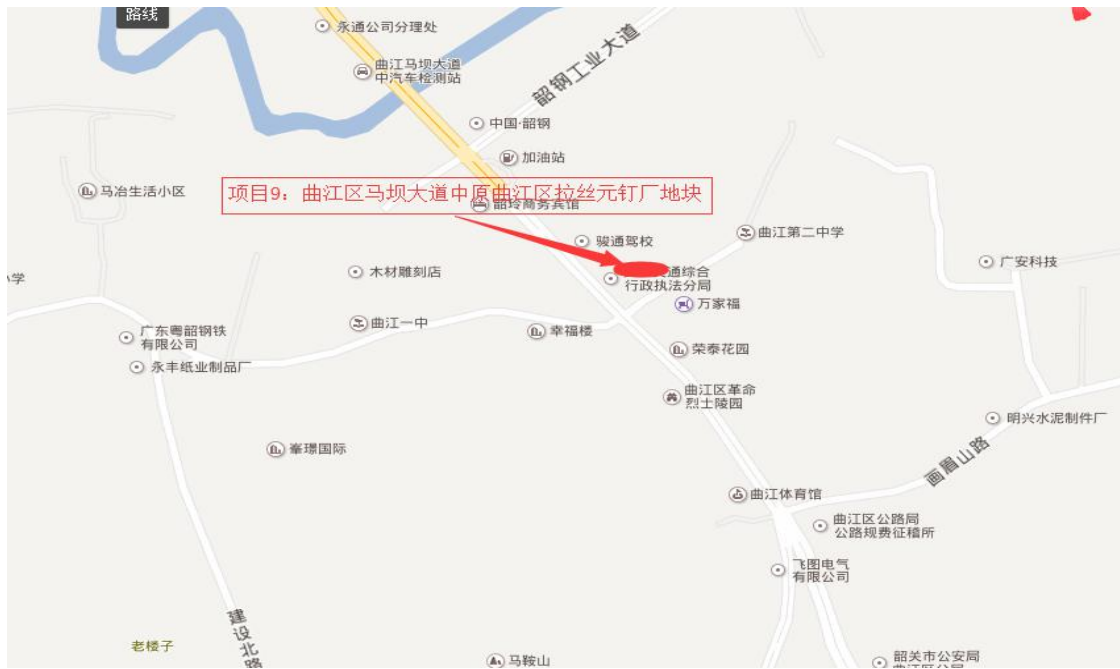 路线
永通公司分理处
曲江马坝大道
中汽车检测站
韶钢工业大道
中国·韶钢
加油站
马冶生活小区
项目9：曲江区马坝大道中原曲江区拉丝元钉厂地块
韶玲商务宾馆
骏通驾校
曲江第二中学
广安科技
小学
木材雕刻店
通综合
行政执法分局
万家福
曲江一中
幸福楼
广东粤韶钢铁
有限公司
荣泰花园
永丰纸业制品厂
曲江区革命
烈士陵园
明兴水泥制件厂
峯璟国际
画眉山路
曲江体育馆
曲江区公路局
公路规费征稽所
飞图电气
有限公司
建设北路
老楼子
马鞍山
韶关市公安局
曲江区分局